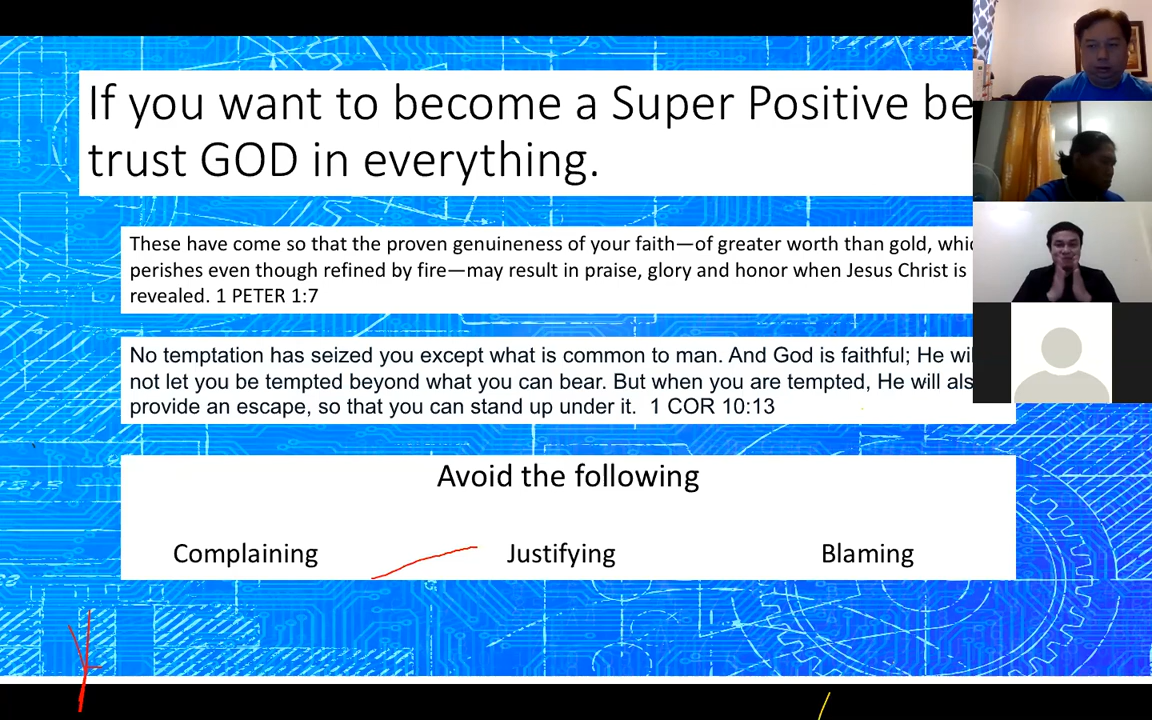 If you want to become a Super Positive be
trust GOD in everything.
These have come so that the proven genuineness of your faith—of greater worth than gold, whic
perishes even though refined by fire—may result in praise, glory and honor when Jesus Christ is
revealed. 1 PETER 1:7
No temptation has seized you except what is common to man. And God is faithful; He wil
not let you be tempted beyond what you can bear. But when you are tempted, He will als
provide an escape, so that you can stand up under it. 1 COR 10:13
Avoid the following
Complaining Justifying Blaming